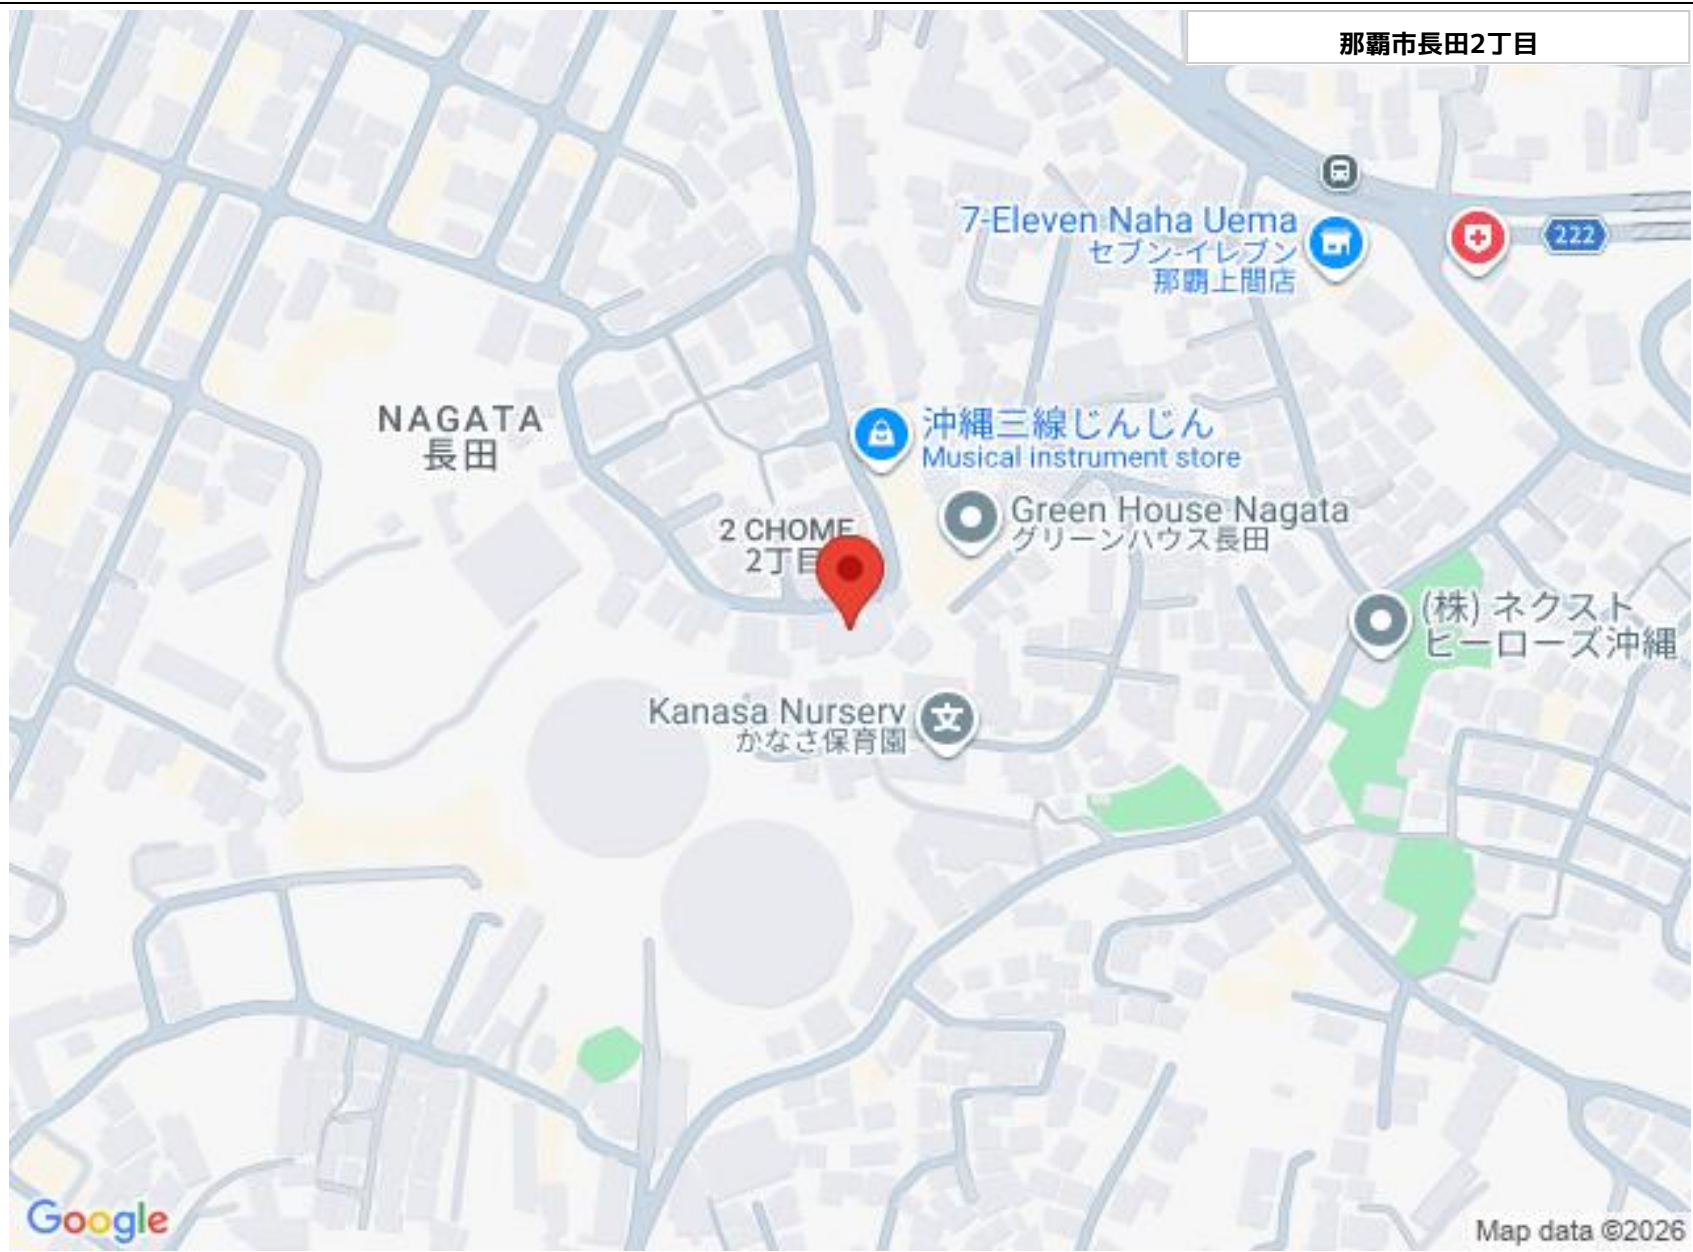 那覇市長田2丁目
7-Eleven Naha Uema
セブン-イレブン
那覇上間店
222
NAGATA
長田
沖縄三線じんじん
Musical instrument store
Green House Nagata
グリーンハウス長田
2 CHOME
2丁目
(株) ネクスト
ヒーローズ沖縄
Kanasa Nursery
かなさ保育園
文
Google
Map data ©2026